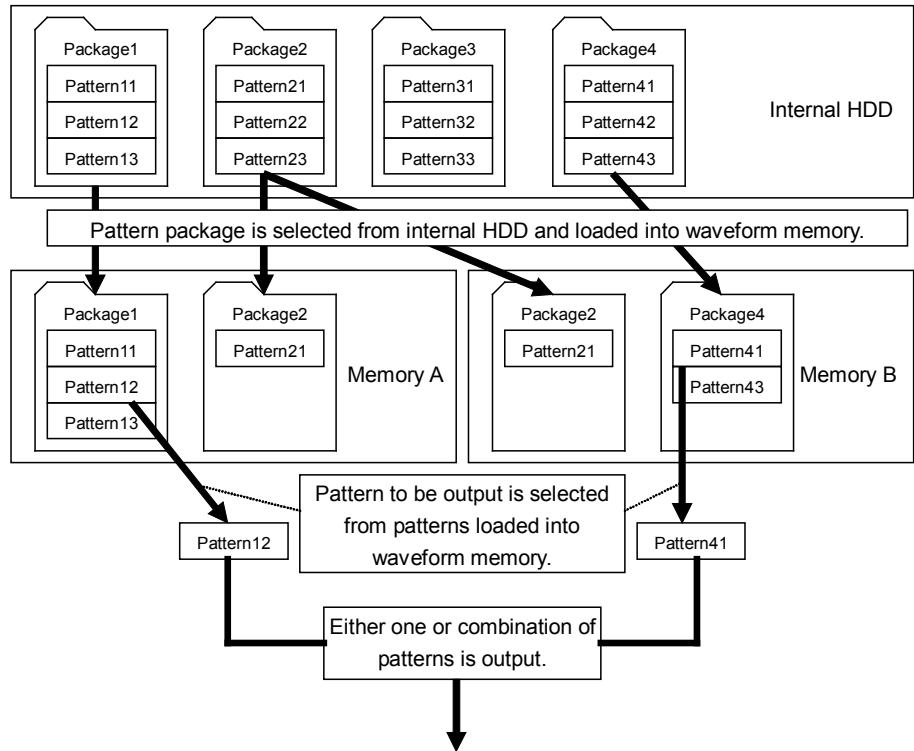 Package1
Pattern11
Pattern12
Pattern13
Package2
Pattern21
Pattern22
Pattern23
Package3
Pattern31
Pattern32
Pattern33
Package4
Pattern41
Pattern42
Pattern43
Internal HDD
Pattern package is selected from internal HDD and loaded into waveform memory.
Package1
Pattern11
Pattern12
Pattern13
Package2
Pattern21
Memory A
Package2
Pattern21
Package4
Pattern41
Pattern43
Memory B
Pattern to be output is selected
from patterns loaded into
waveform memory.
Pattern12
Pattern41
Either one or combination of
patterns is output.